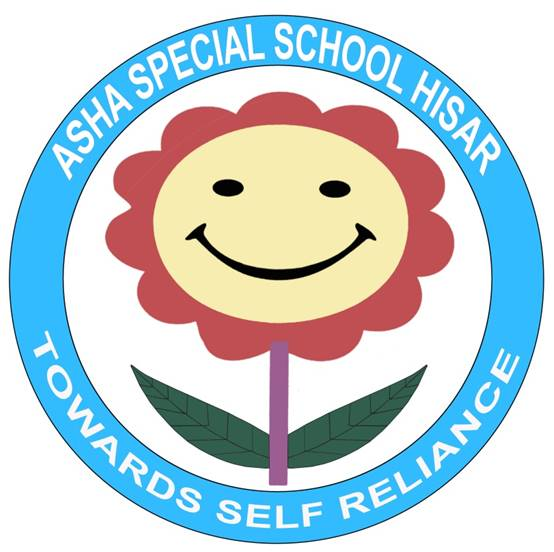 ASHA SPECIAL SCHOOL HISAR
TOWARDS SELF RELIANCE